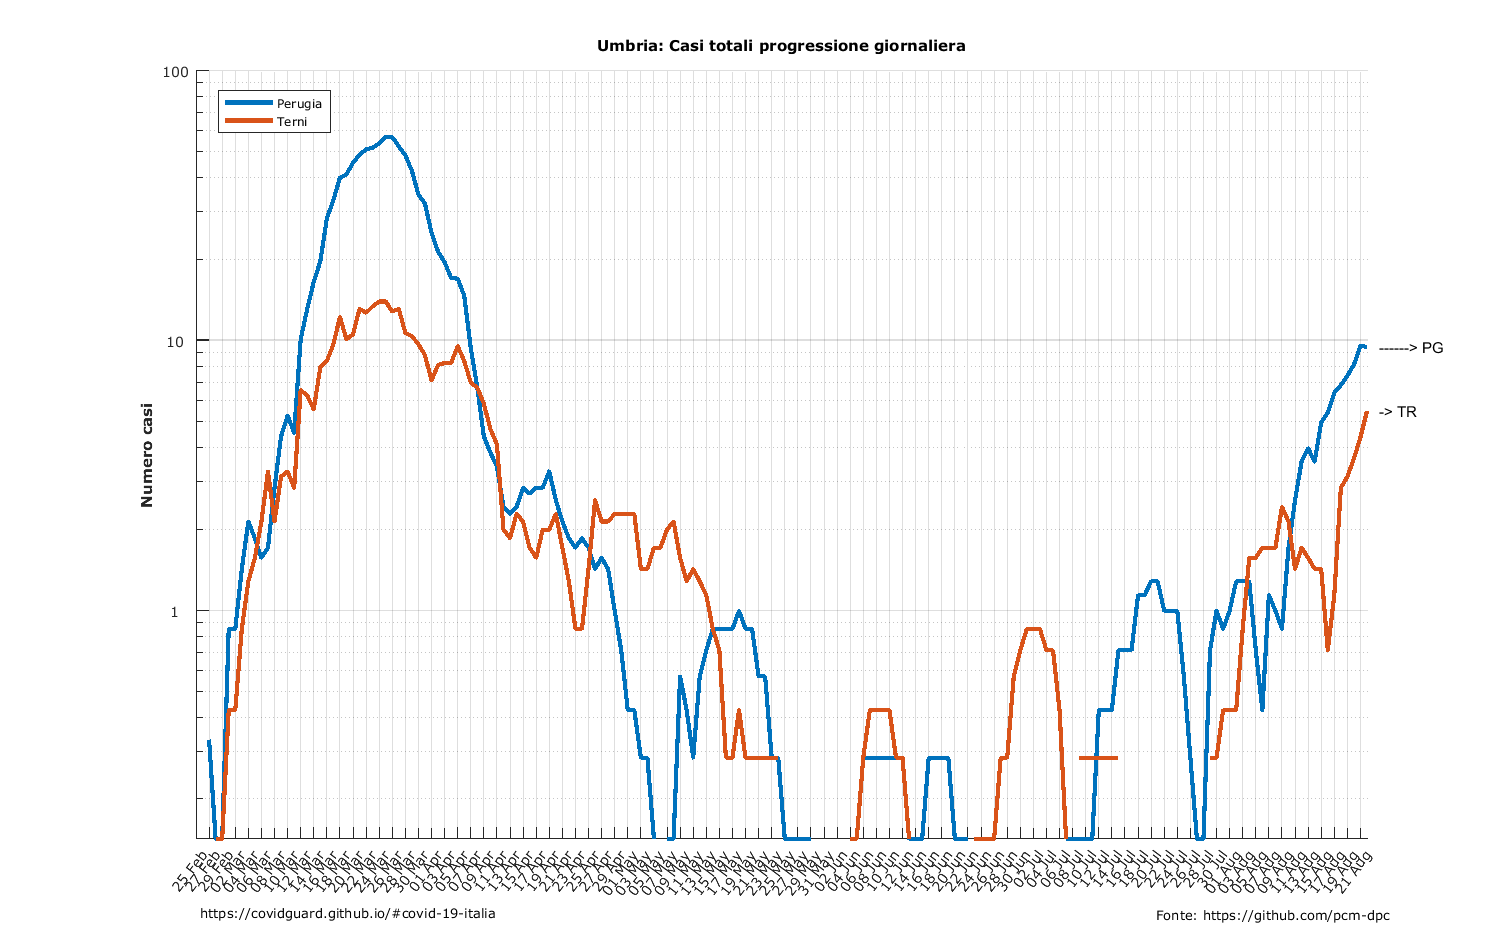 Umbria: Casi totali progressione giornaliera
100
Perugia
Terni
10
------> PG
-> TR
Numero casi
1
25 Feb
27 Feb
29 Feb
02 Mar
04 Mar
06 Mar
08 Mar
10 Mar
12 Mar
14 Mar
16 Mar
18 Mar
20 Mar
22 Mar
24 Mar
26 Mar
28 Mar
30 Mar
01 Apr
03 Apr
05 Apr
07 Apr
09 Apr
11 Apr
13 Apr
15 Apr
17 Apr
19 Apr
21 Apr
23 Apr
25 Apr
27 Apr
29 Apr
01 May
03 May
05 May
07 May
09 May
11 May
13 May
15 May
17 May
19 May
21 May
23 May
25 May
27 May
29 May
31 May
02 Jun
04 Jun
06 Jun
08 Jun
10 Jun
12 Jun
14 Jun
16 Jun
18 Jun
20 Jun
22 Jun
24 Jun
26 Jun
28 Jun
30 Jun
02 Jul
04 Jul
06 Jul
08 Jul
10 Jul
12 Jul
14 Jul
16 Jul
18 Jul
20 Jul
22 Jul
24 Jul
26 Jul
28 Jul
30 Jul
01 Aug
03 Aug
05 Aug
07 Aug
09 Aug
11 Aug
13 Aug
15 Aug
17 Aug
19 Aug
21 Aug
https://covidguard.github.io/#covid-19-italia
Fonte: https://github.com/pcm-dpc